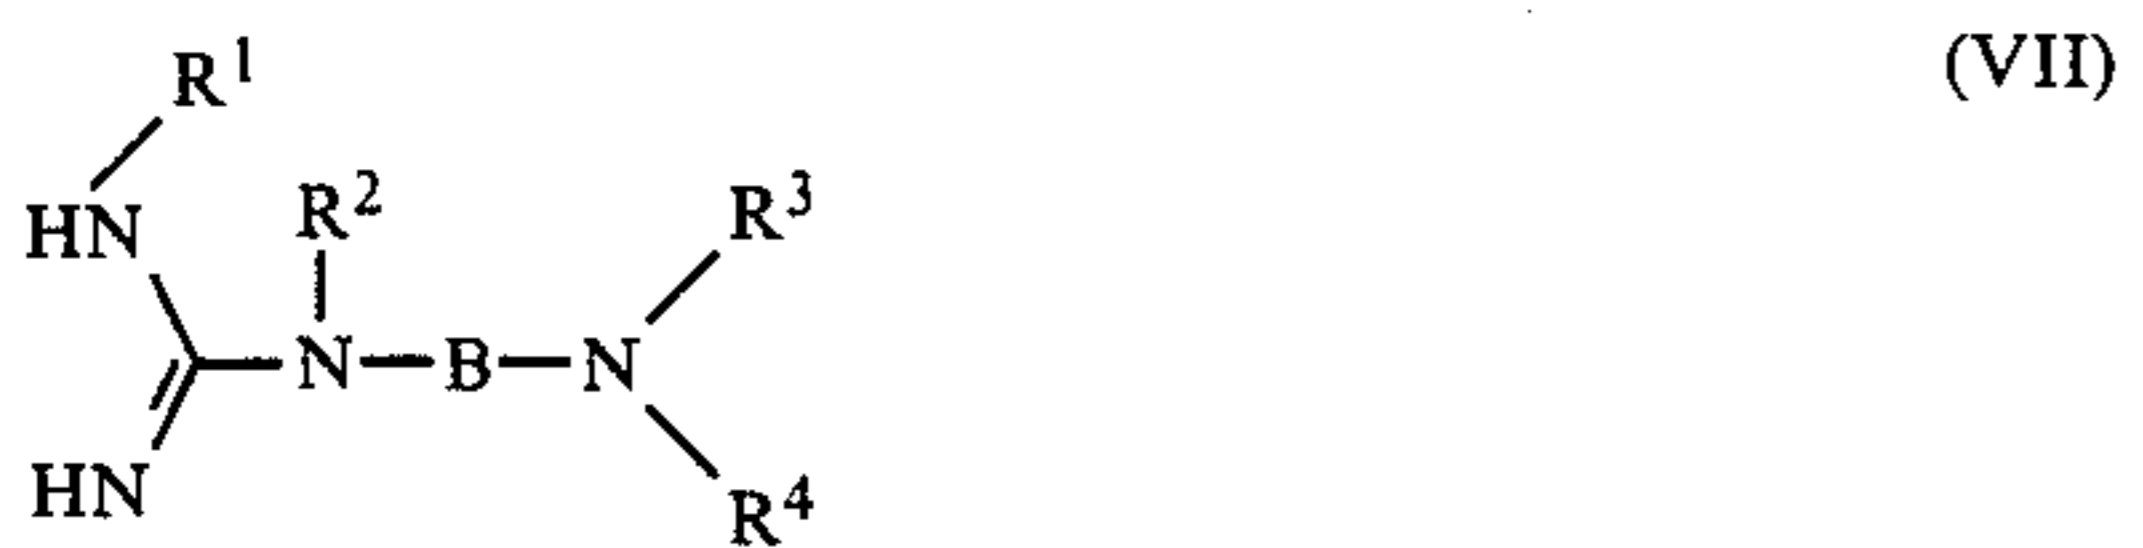 R¹ (VII)
HN R² R³
N B N
HN R⁴